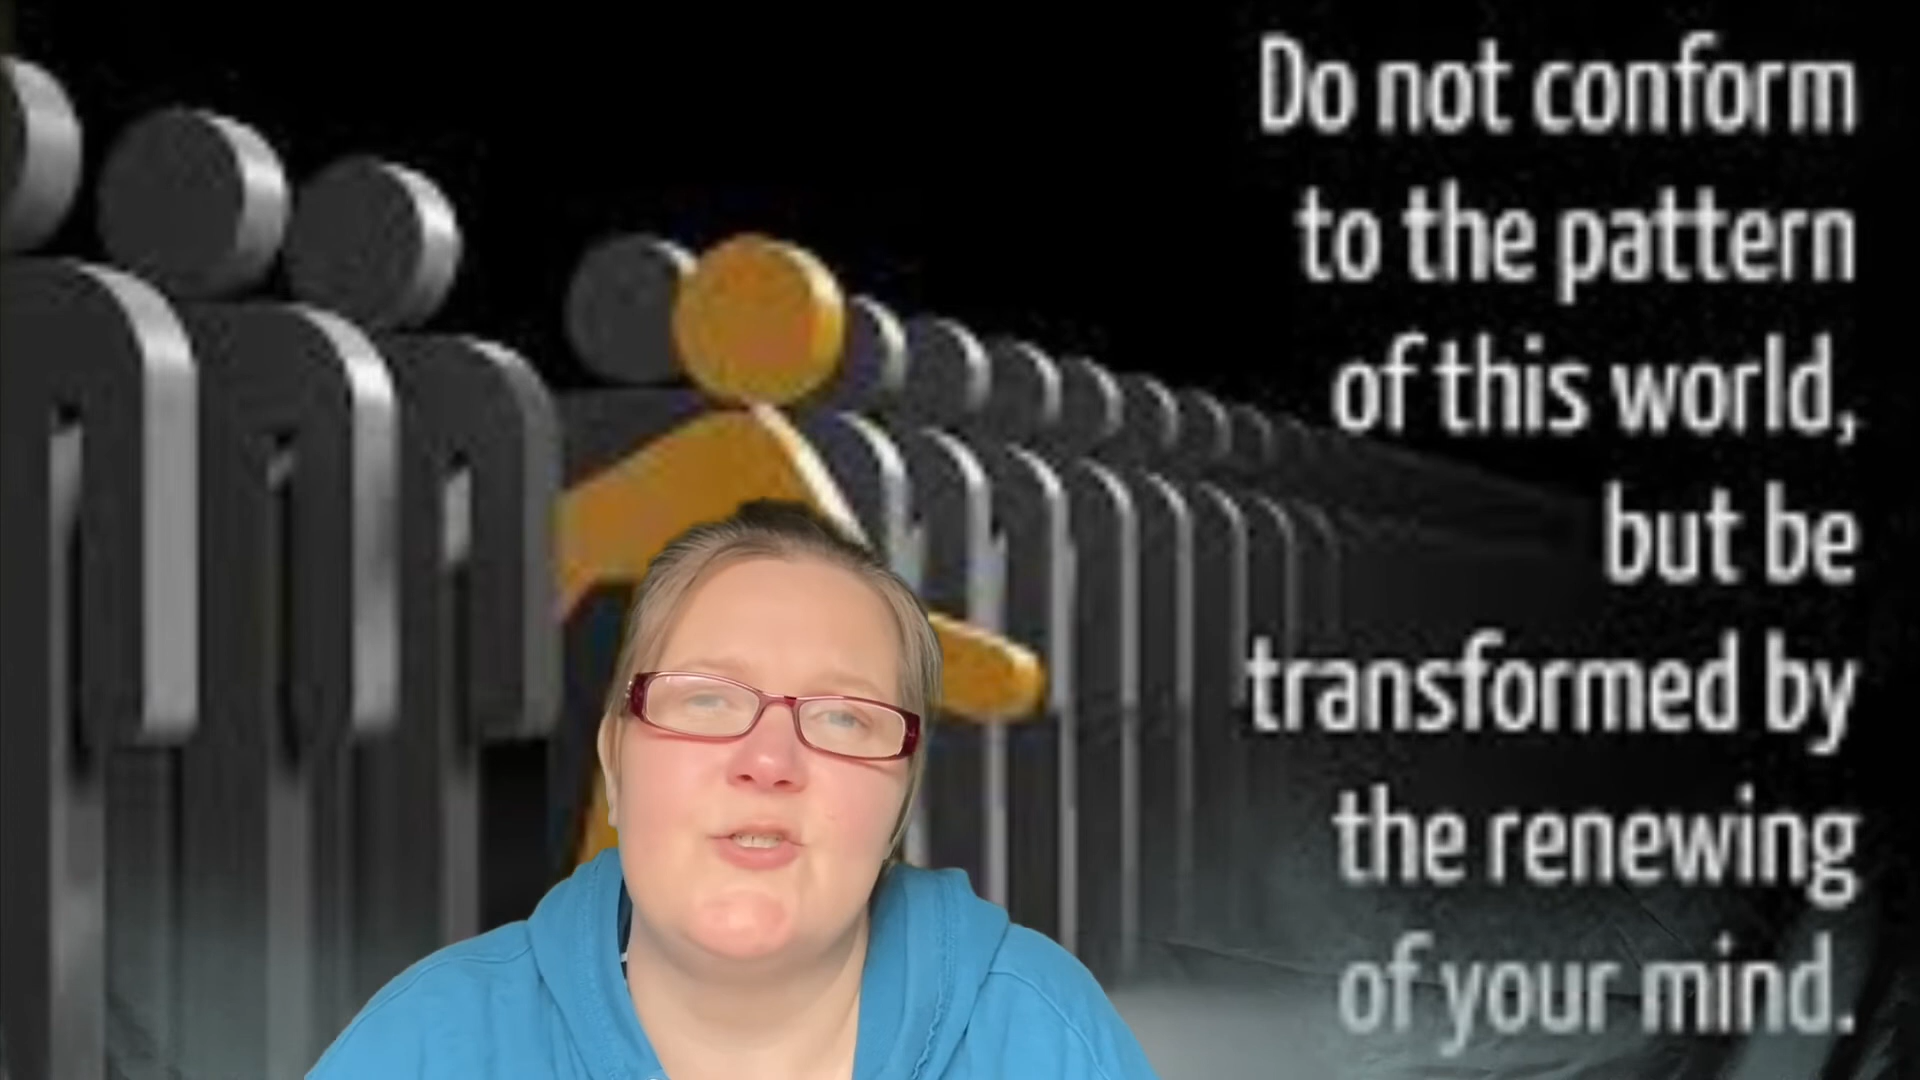 Do not conform
to the pattern
of this world,
but be
transformed by
the renewing
of your mind.